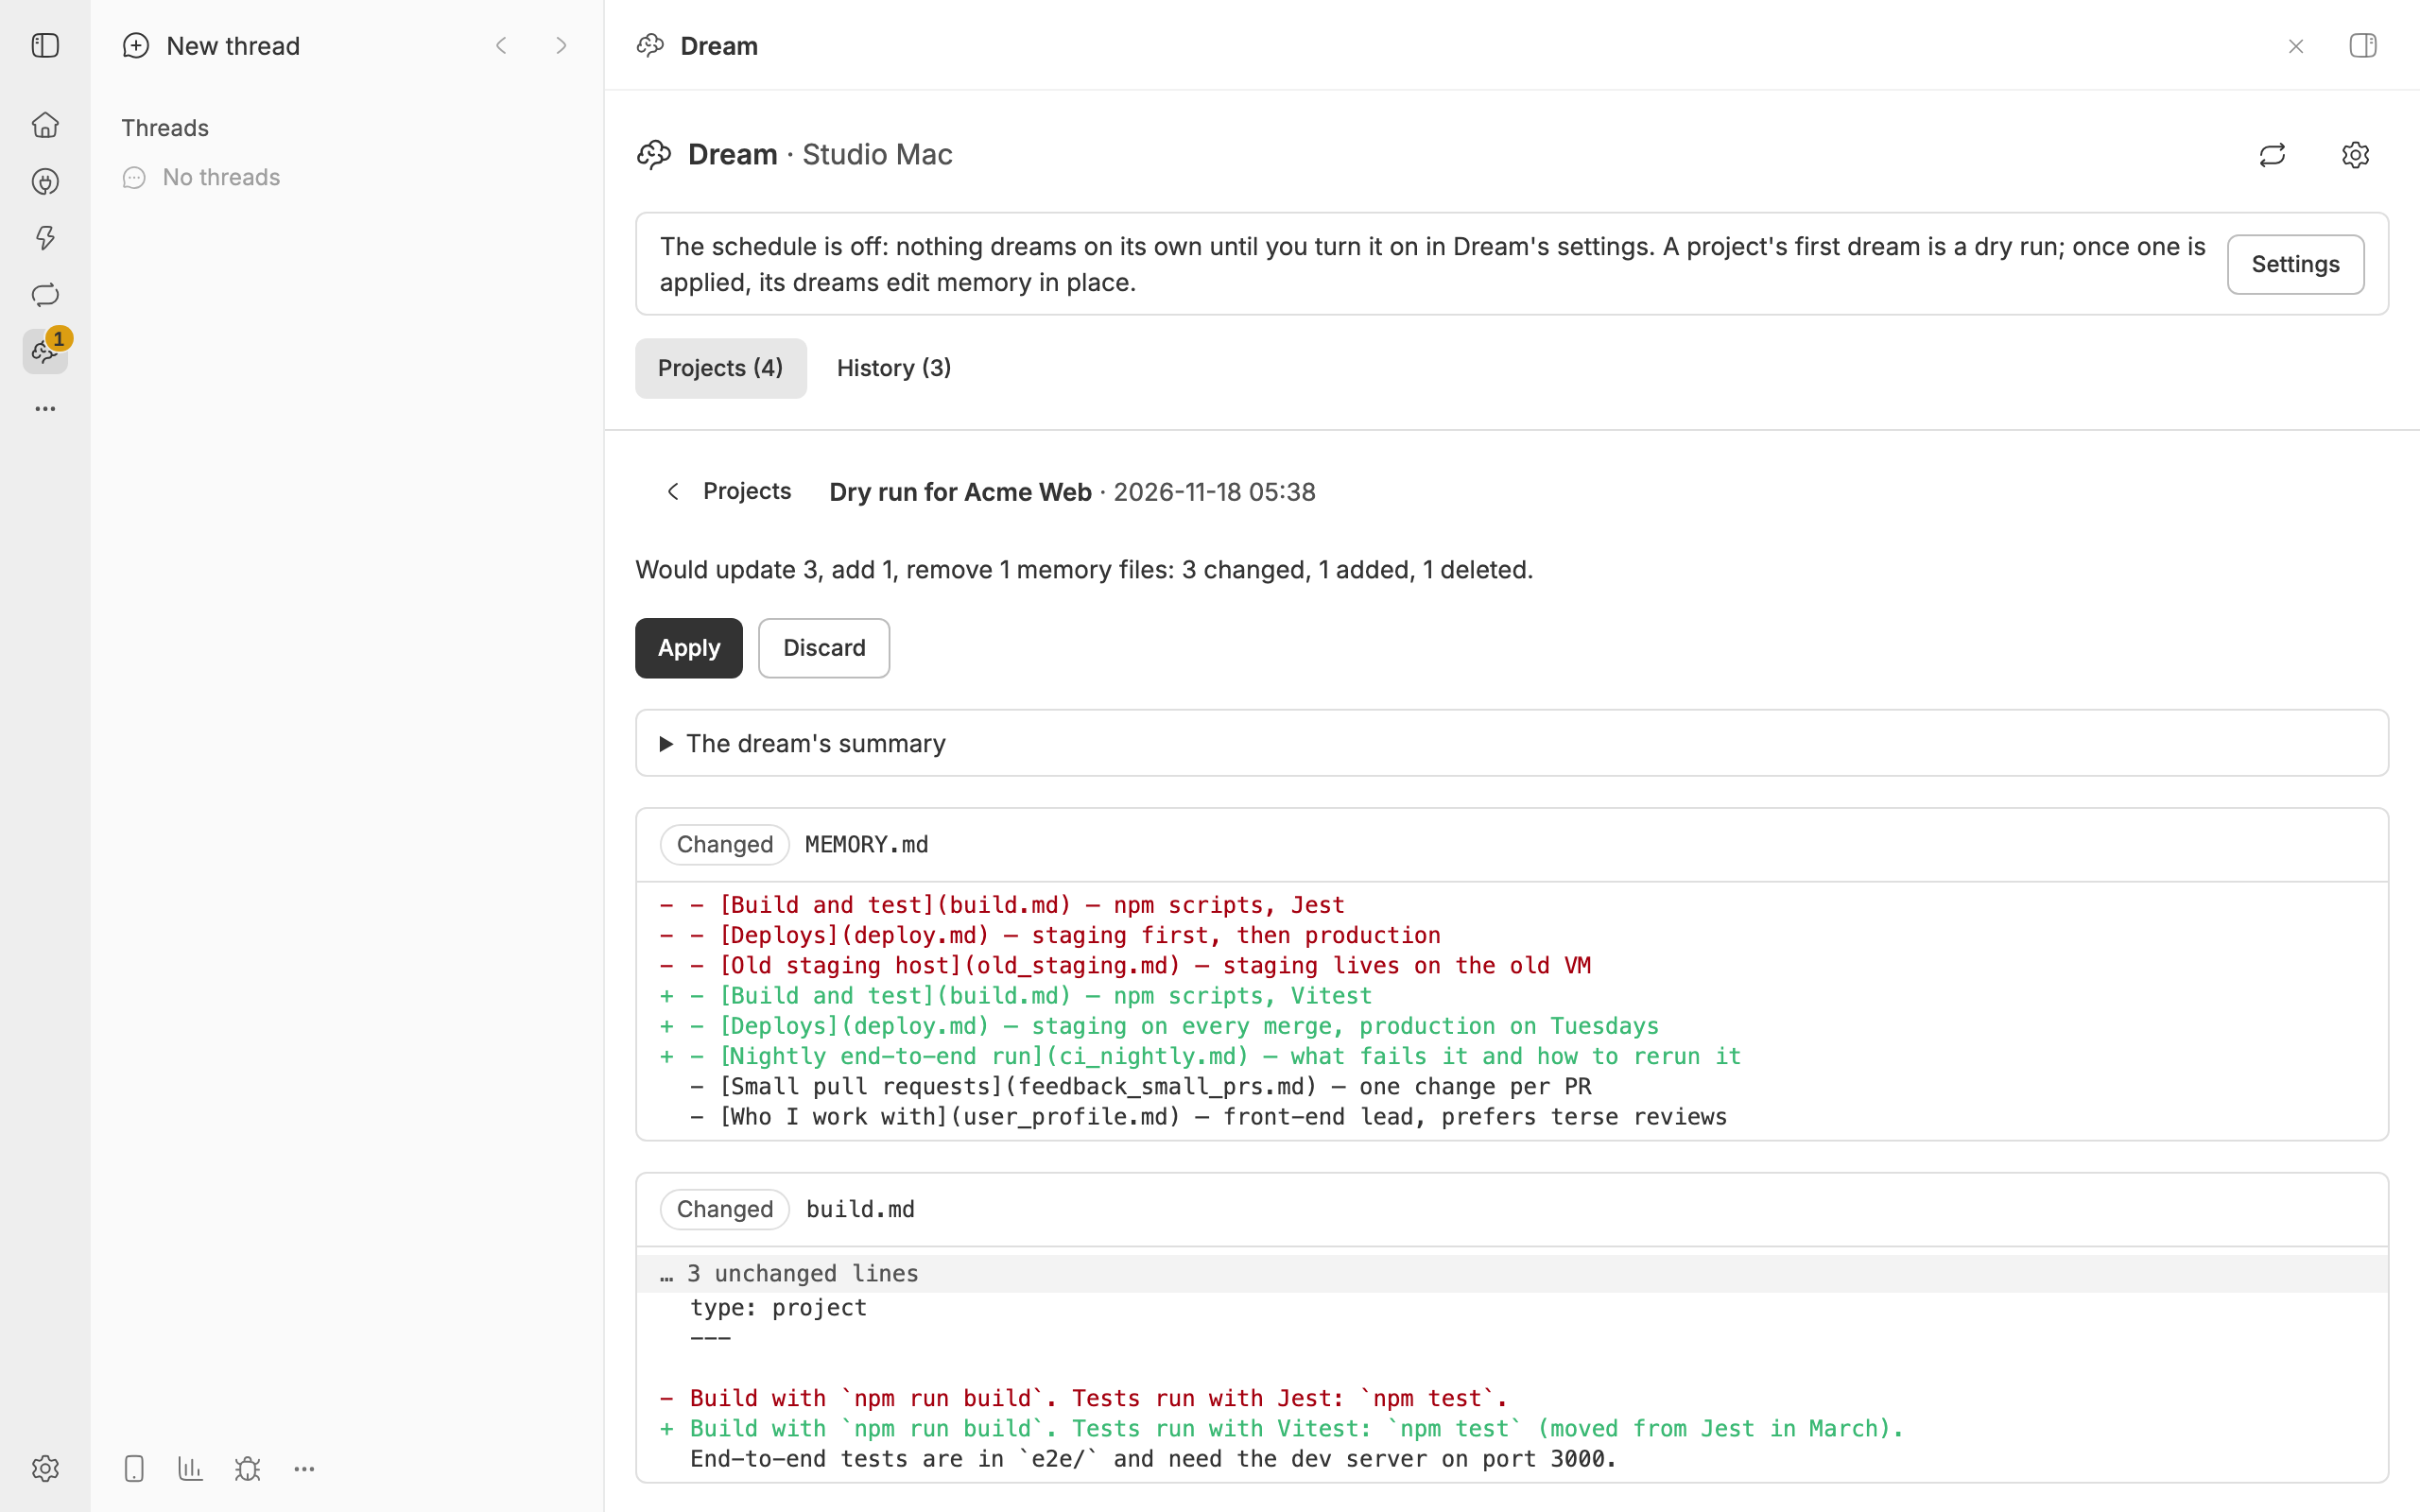 New thread
Threads
No threads
1
Dream
Dream · Studio Mac
The schedule is off: nothing dreams on its own until you turn it on in Dream's settings. A project's first dream is a dry run; once one is
applied, its dreams edit memory in place.
Settings
Projects (4)
History (3)
Projects
Dry run for Acme Web · 2026-11-18 05:38
Would update 3, add 1, remove 1 memory files: 3 changed, 1 added, 1 deleted.
Apply
Discard
The dream's summary
Changed MEMORY.md
- - [Build and test](build.md) — npm scripts, Jest
- - [Deploys](deploy.md) — staging first, then production
- - [Old staging host](old_staging.md) — staging lives on the old VM
+ - [Build and test](build.md) — npm scripts, Vitest
+ - [Deploys](deploy.md) — staging on every merge, production on Tuesdays
+ - [Nightly end-to-end run](ci_nightly.md) — what fails it and how to rerun it
- [Small pull requests](feedback_small_prs.md) — one change per PR
- [Who I work with](user_profile.md) — front-end lead, prefers terse reviews
Changed build.md
… 3 unchanged lines
type: project
---
- Build with `npm run build`. Tests run with Jest: `npm test`.
+ Build with `npm run build`. Tests run with Vitest: `npm test` (moved from Jest in March).
End-to-end tests are in `e2e/` and need the dev server on port 3000.